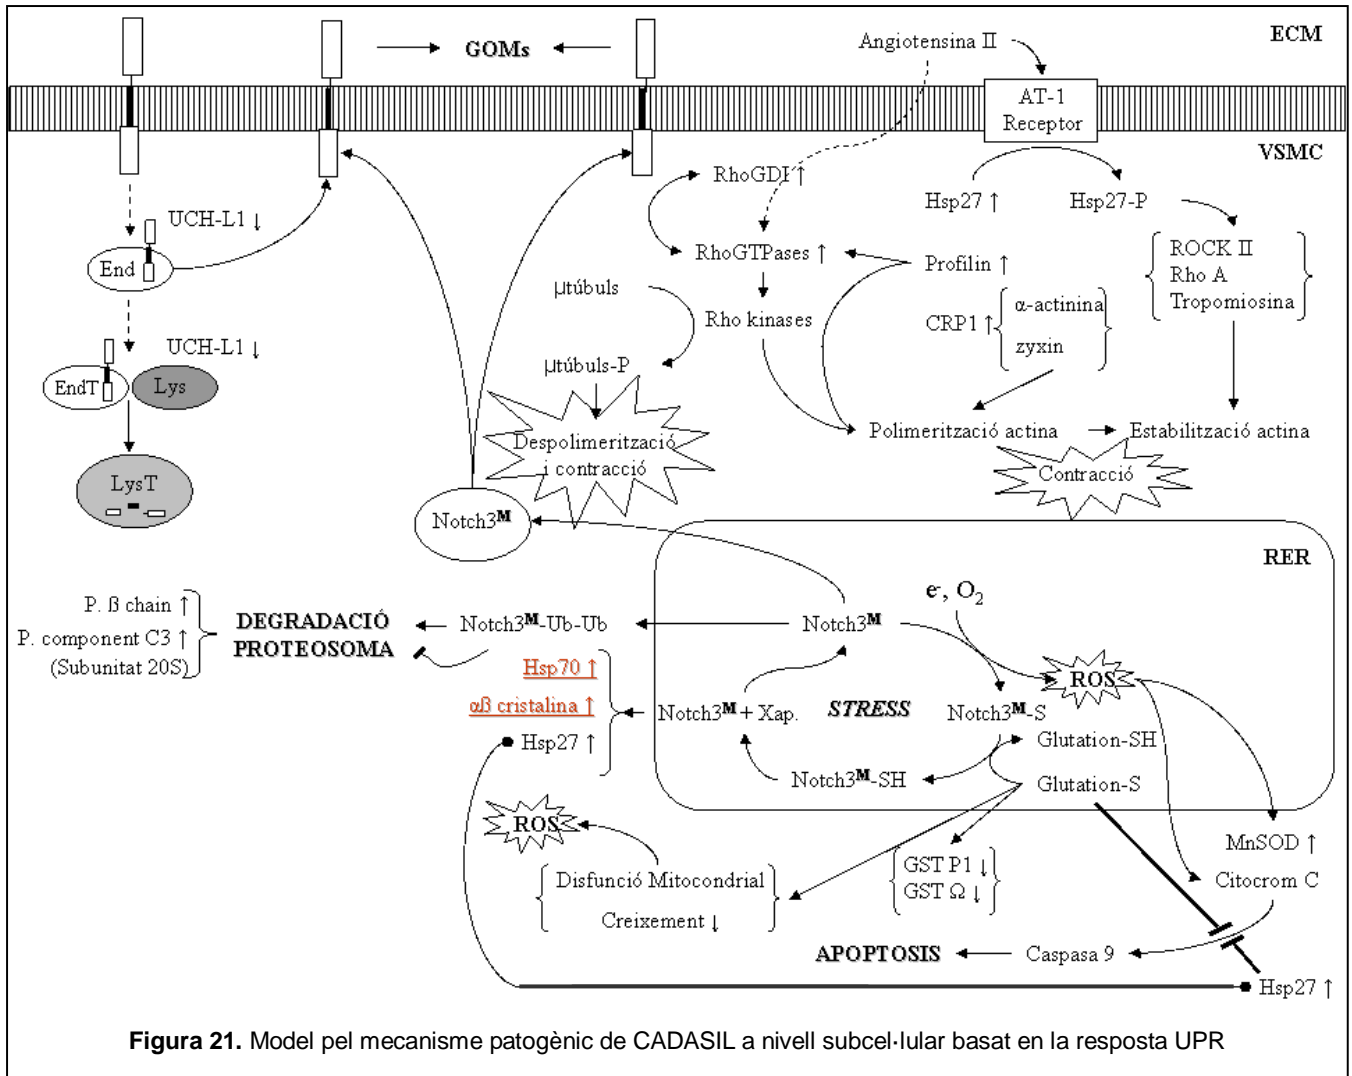 GOMs
Angiotensina II
ECM
AT-1
Receptor
VSMC
RhoGDI ↑
UCH-L1 ↓
Hsp27 ↑
Hsp27-P
End
RhoGTPases ↑
Profilin ↑
ROCK II
Rho A
Tropomiosina
µtúbuls
Rho kinases
CRP1 ↑
α-actinina
zyxin
UCH-L1 ↓
µtúbuls-P
EndT
Lys
Despolimerització
i contracció
Polimerització actina
Estabilització actina
Contracció
LysT
Notch3M
RER
e-, O2
P. ß chain ↑
P. component C3 ↑
(Subunitat 20S)
DEGRADACIÓ
PROTEOSOMA
Notch3M-Ub-Ub
Notch3M
Hsp70 ↑
αß cristalina ↑
Hsp27 ↑
Notch3M + Xap.
STRESS
ROS
Notch3M-S
Glutation-SH
Notch3M-SH
Glutation-S
ROS
MnSOD ↑
Citocrom C
Disfunció Mitocondrial
Creixement ↓
GST P1 ↓
GST Ω ↓
APOPTOSIS
Caspasa 9
Hsp27 ↑
Figura 21. Model pel mecanisme patogènic de CADASIL a nivell subcel·lular basat en la resposta UPR